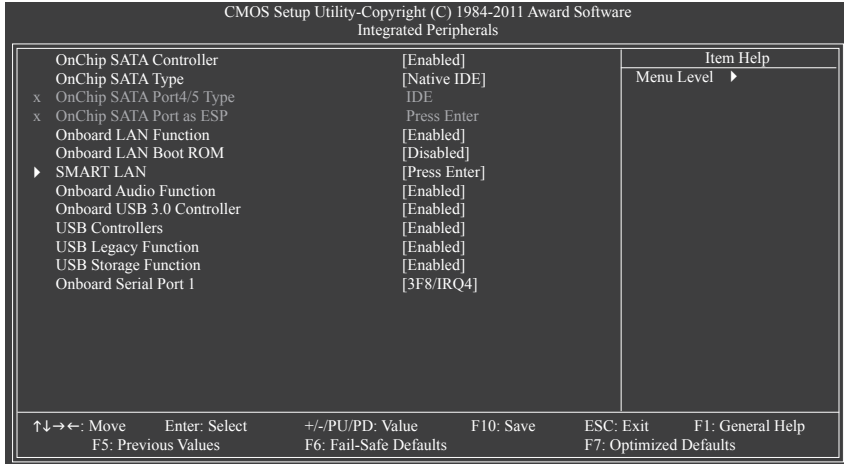 CMOS Setup Utility-Copyright (C) 1984-2011 Award Software
Integrated Peripherals
OnChip SATA Controller [Enabled]
OnChip SATA Type [Native IDE]
x OnChip SATA Port4/5 Type IDE
x OnChip SATA Port as ESP Press Enter
Onboard LAN Function [Enabled]
Onboard LAN Boot ROM [Disabled]
SMART LAN [Press Enter]
Onboard Audio Function [Enabled]
Onboard USB 3.0 Controller [Enabled]
USB Controllers [Enabled]
USB Legacy Function [Enabled]
USB Storage Function [Enabled]
Onboard Serial Port 1 [3F8/IRQ4]
Item Help
Menu Level
↑↓→←: Move Enter: Select +/-/PU/PD: Value F10: Save ESC: Exit F1: General Help
F5: Previous Values F6: Fail-Safe Defaults F7: Optimized Defaults